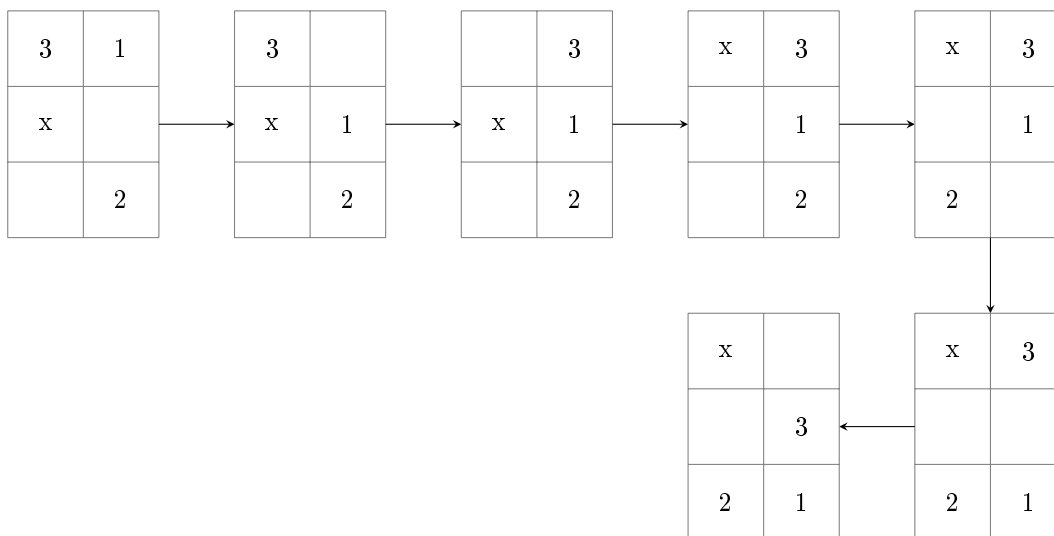 3 1 3 3 x 3 x 3
x x 1 x 1 1 1
2 2 2 2 2
x x 3
3
2 1 2 1